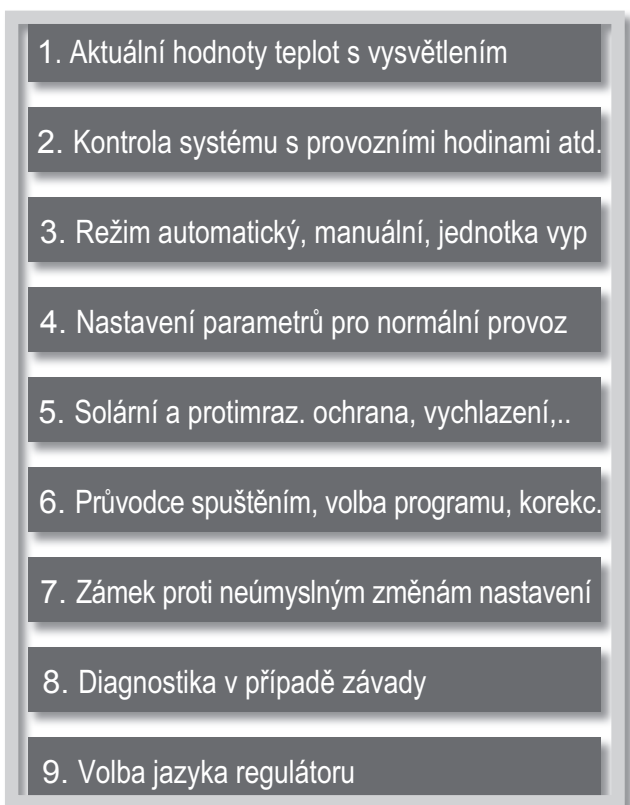 1. Aktuální hodnoty teplot s vysvětlením
2. Kontrola systému s provozními hodinami atd.
3. Režim automatický, manuální, jednotka vyp
4. Nastavení parametrů pro normální provoz
5. Solární a protimraz. ochrana, vychlazení,..
6. Průvodce spuštěním, volba programu, korekc.
7. Zámek proti neúmyslným změnám nastavení
8. Diagnostika v případě závady
9. Volba jazyka regulátoru